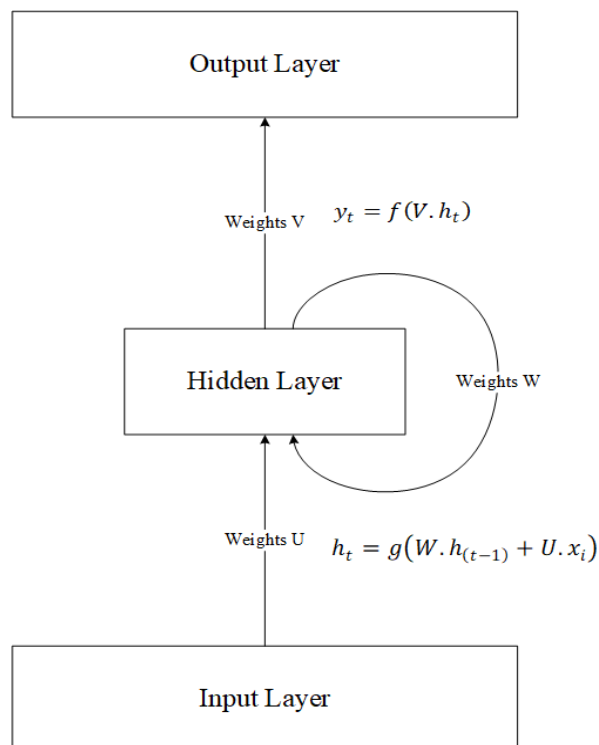 Output Layer
Weights V
y_t = f(V.h_t)
Hidden Layer
Weights W
Weights U
h_t = g(W.h_{(t-1)} + U.x_i)
Input Layer